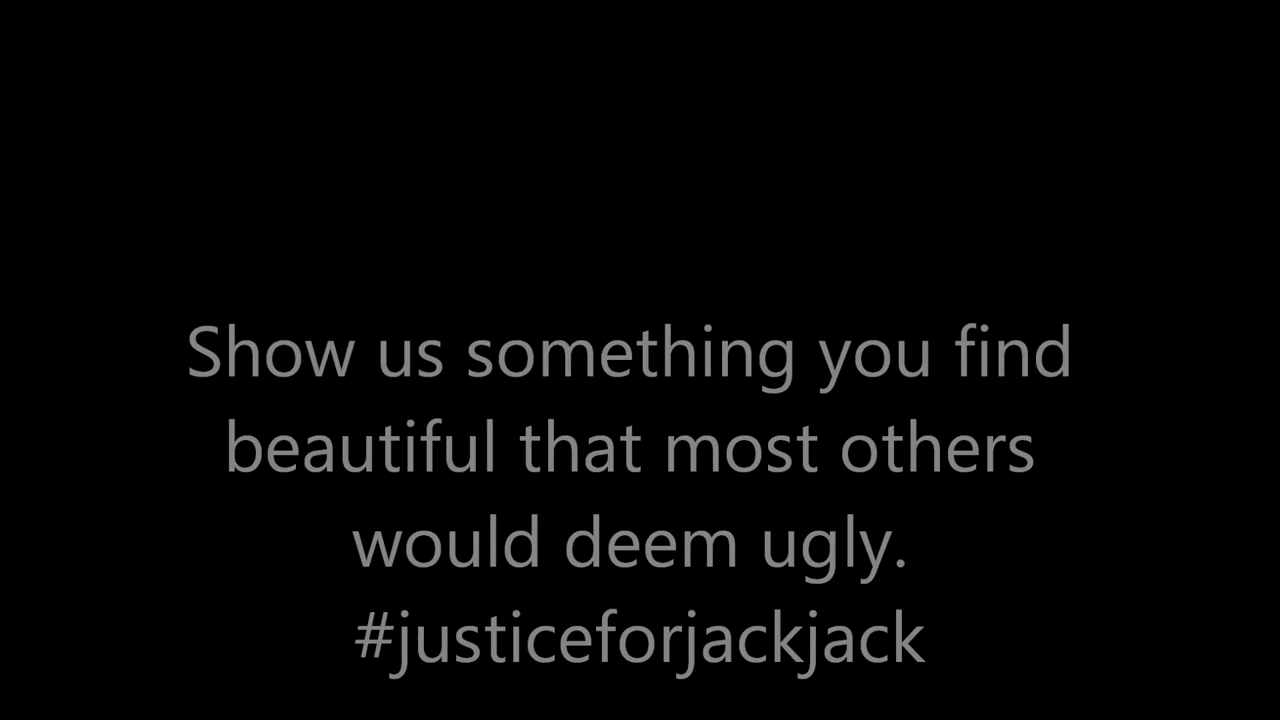 Show us something you find
beautiful that most others
would deem ugly.
#justiceforjackjack